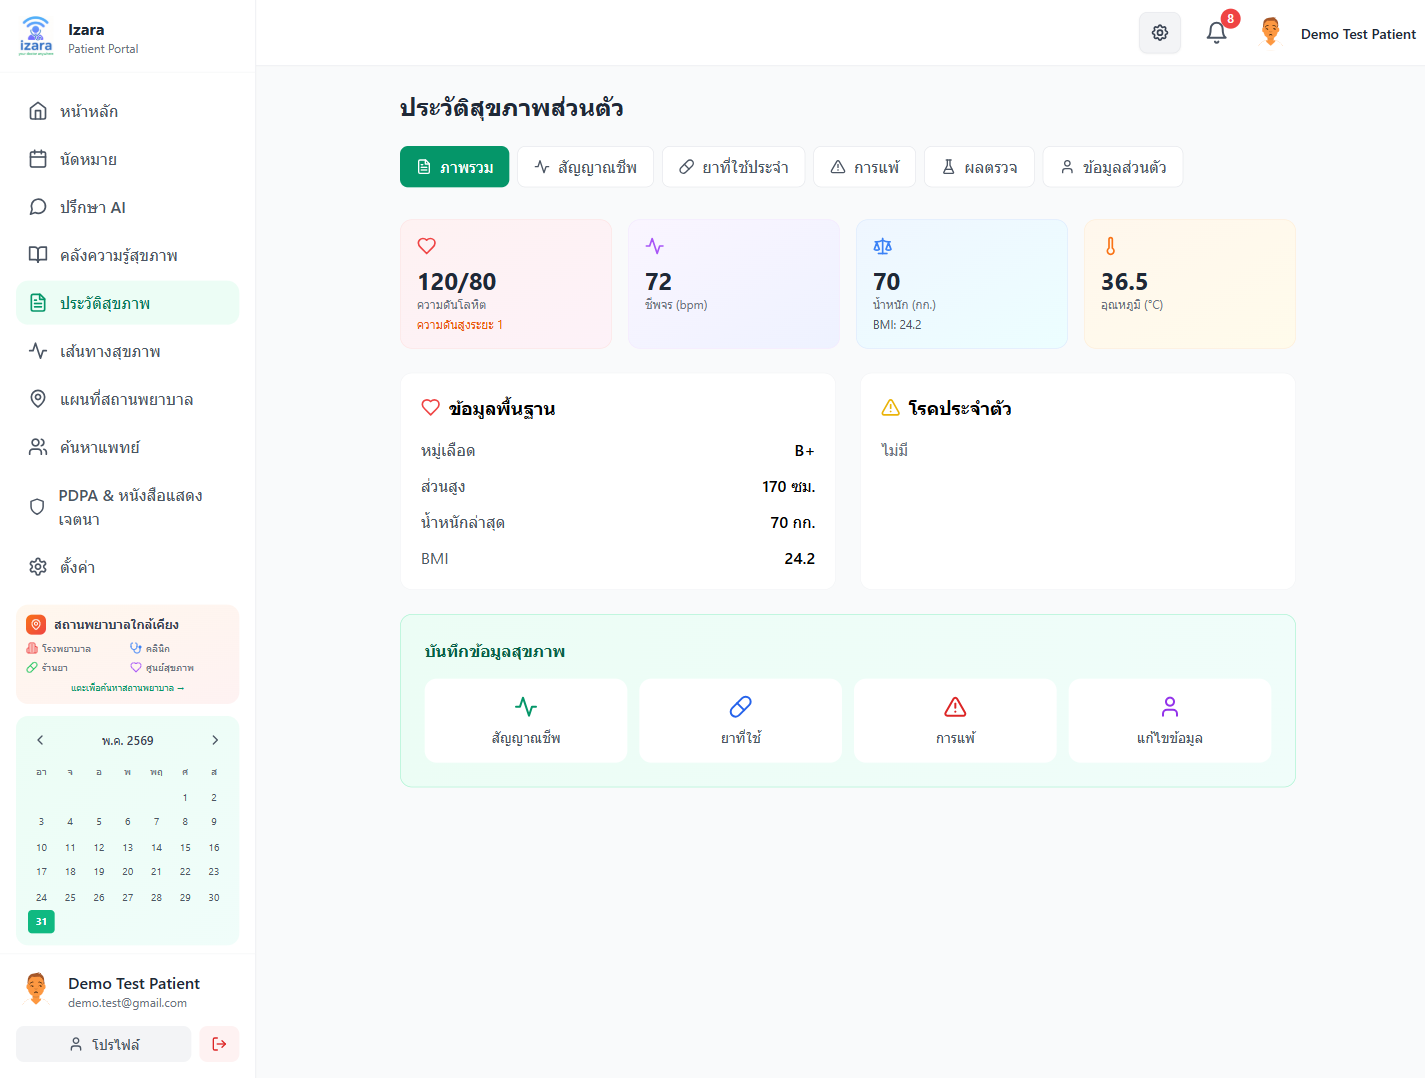 izara
Izara
Patient Portal
หน้าหลัก
นัดหมาย
ปรึกษา AI
คลังความรู้สุขภาพ
ประวัติสุขภาพ
เส้นทางสุขภาพ
แผนที่สถานพยาบาล
ค้นหาแพทย์
PDPA & หนังสือแสดง
เจตนา
ตั้งค่า
สถานพยาบาลใกล้เคียง
โรงพยาบาล คลินิก
ร้านยา ศูนย์สุขภาพ
แตะเพื่อค้นหาสถานพยาบาล →
พ.ค. 2569
อา จ อ พ พฤ ศ ส
1 2
3 4 5 6 7 8 9
10 11 12 13 14 15 16
17 18 19 20 21 22 23
24 25 26 27 28 29 30
31
Demo Test Patient
demo.test@gmail.com
โปรไฟล์
8
Demo Test Patient
ประวัติสุขภาพส่วนตัว
ภาพรวม สัญญาณชีพ ยาที่ใช้ประจำ การแพ้ ผลตรวจ ข้อมูลส่วนตัว
120/80
ความดันโลหิต
ความดันสูงระยะ 1
72
ชีพจร (bpm)
70
น้ำหนัก (กก.)
BMI: 24.2
36.5
อุณหภูมิ (°C)
ข้อมูลพื้นฐาน
หมู่เลือด B+
ส่วนสูง 170 ซม.
น้ำหนักล่าสุด 70 กก.
BMI 24.2
โรคประจำตัว
ไม่มี
บันทึกข้อมูลสุขภาพ
สัญญาณชีพ ยาที่ใช้ การแพ้ แก้ไขข้อมูล